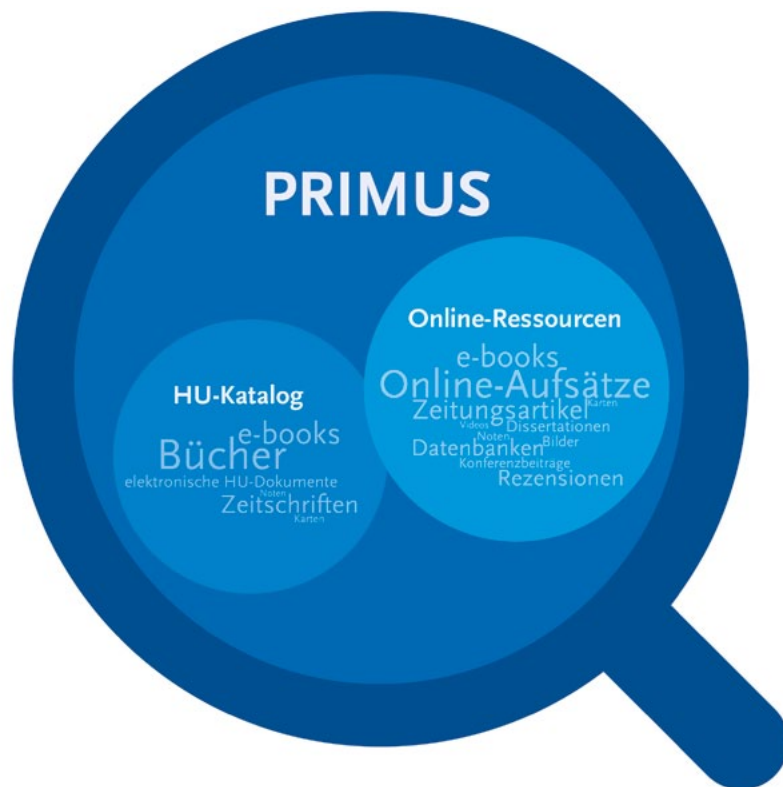 PRIMUS
HU-Katalog
e-books
Bücher
elektronische HU-Dokumente
Noten
Zeitschriften
Karten
Online-Ressourcen
e-books
Online-Aufsätze
Zeitungsartikel Karten
Videos Dissertationen
Noten
Datenbanken Bilder
Konferenzbeiträge
Rezensionen